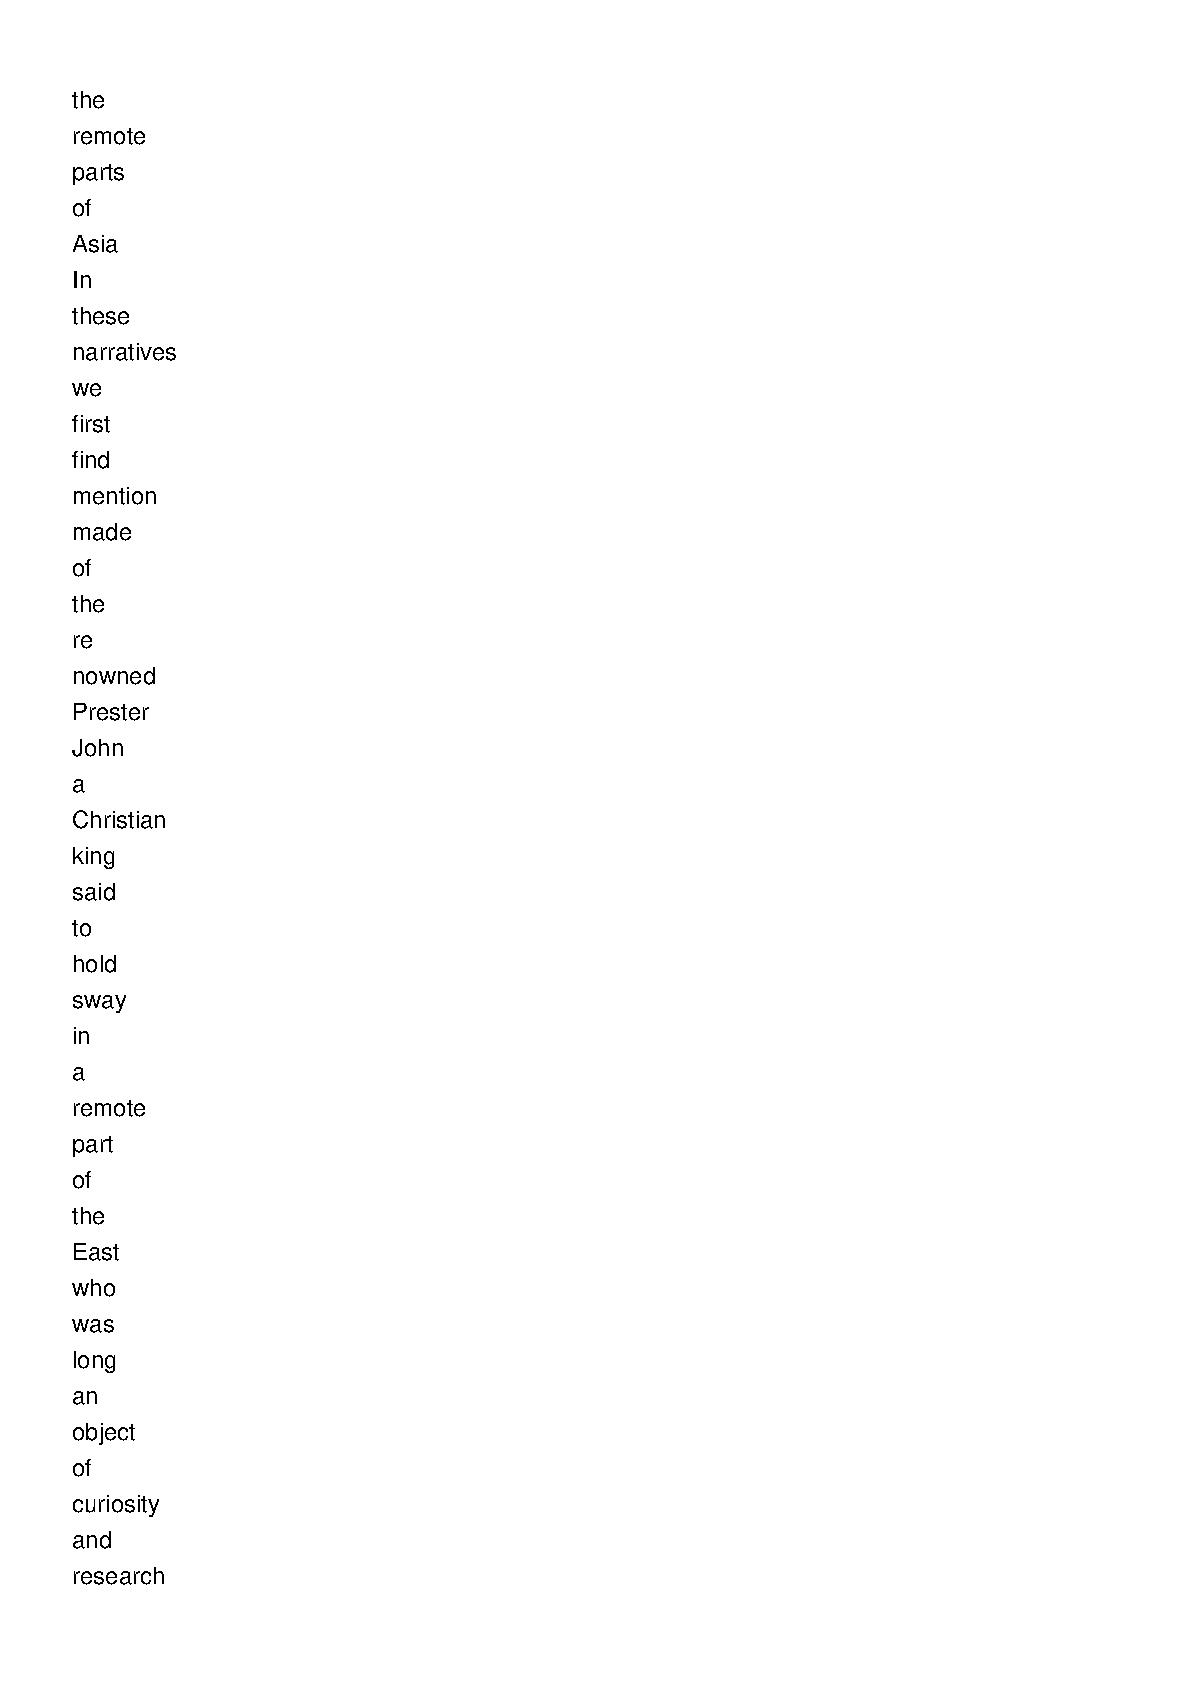 the
remote
parts
of
Asia
In
these
narratives
we
first
find
mention
made
of
the
re
nowned
Prester
John
a
Christian
king
said
to
hold
sway
in
a
remote
part
of
the
East
who
was
long
an
object
of
curiosity
and
research